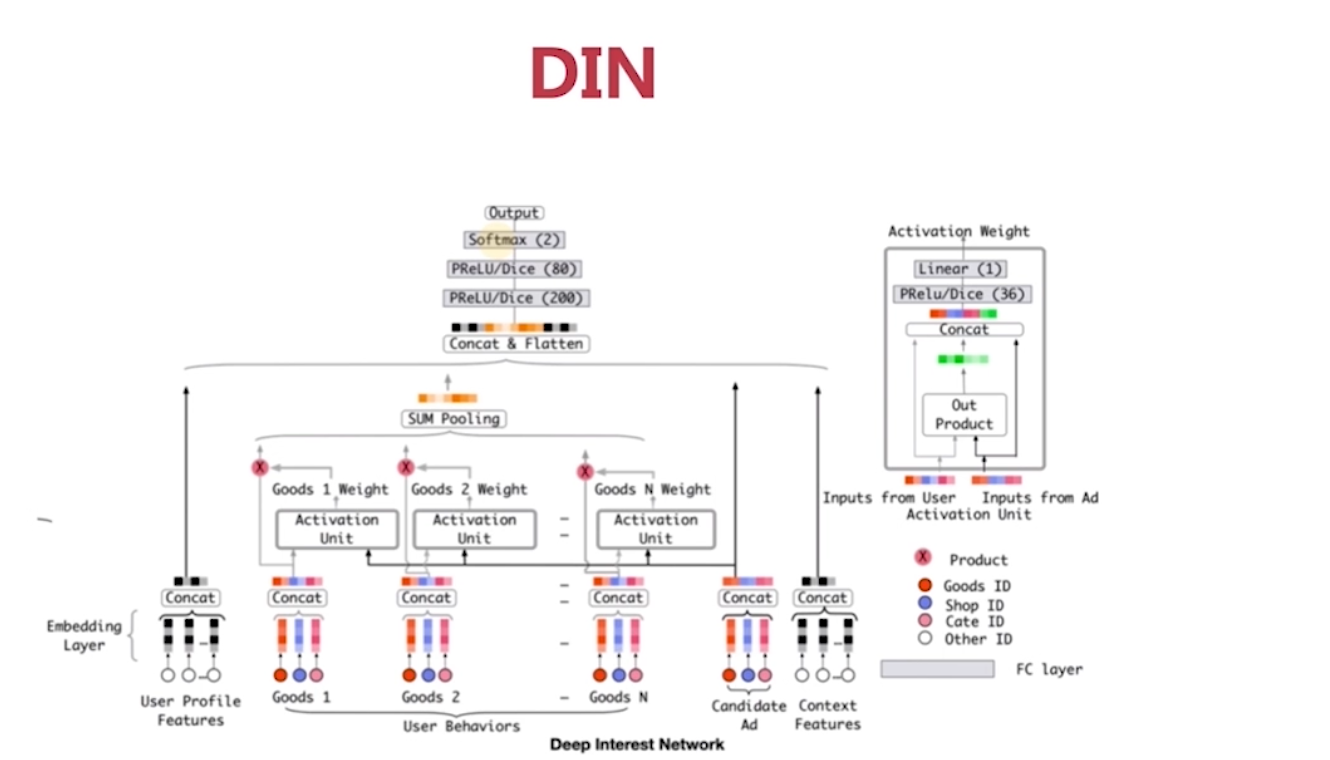 DIN
Output
Softmax (2)
PReLU/Dice (80)
PReLU/Dice (200)
Concat & Flatten
SUM Pooling
X
X
X
Goods 1 Weight
Goods 2 Weight
Goods N Weight
Activation
Unit
Activation
Unit
Activation
Unit
Concat
Concat
Concat
Concat
Concat
Concat
Embedding
Layer
User Profile
Features
Goods 1
Goods 2
Goods N
User Behaviors
Candidate
Ad
Context
Features
Activation Weight
Linear (1)
PRelu/Dice (36)
Concat
Out
Product
Inputs from User
Inputs from Ad
Activation Unit
X
Product
Goods ID
Shop ID
Cate ID
Other ID
FC layer
Deep Interest Network